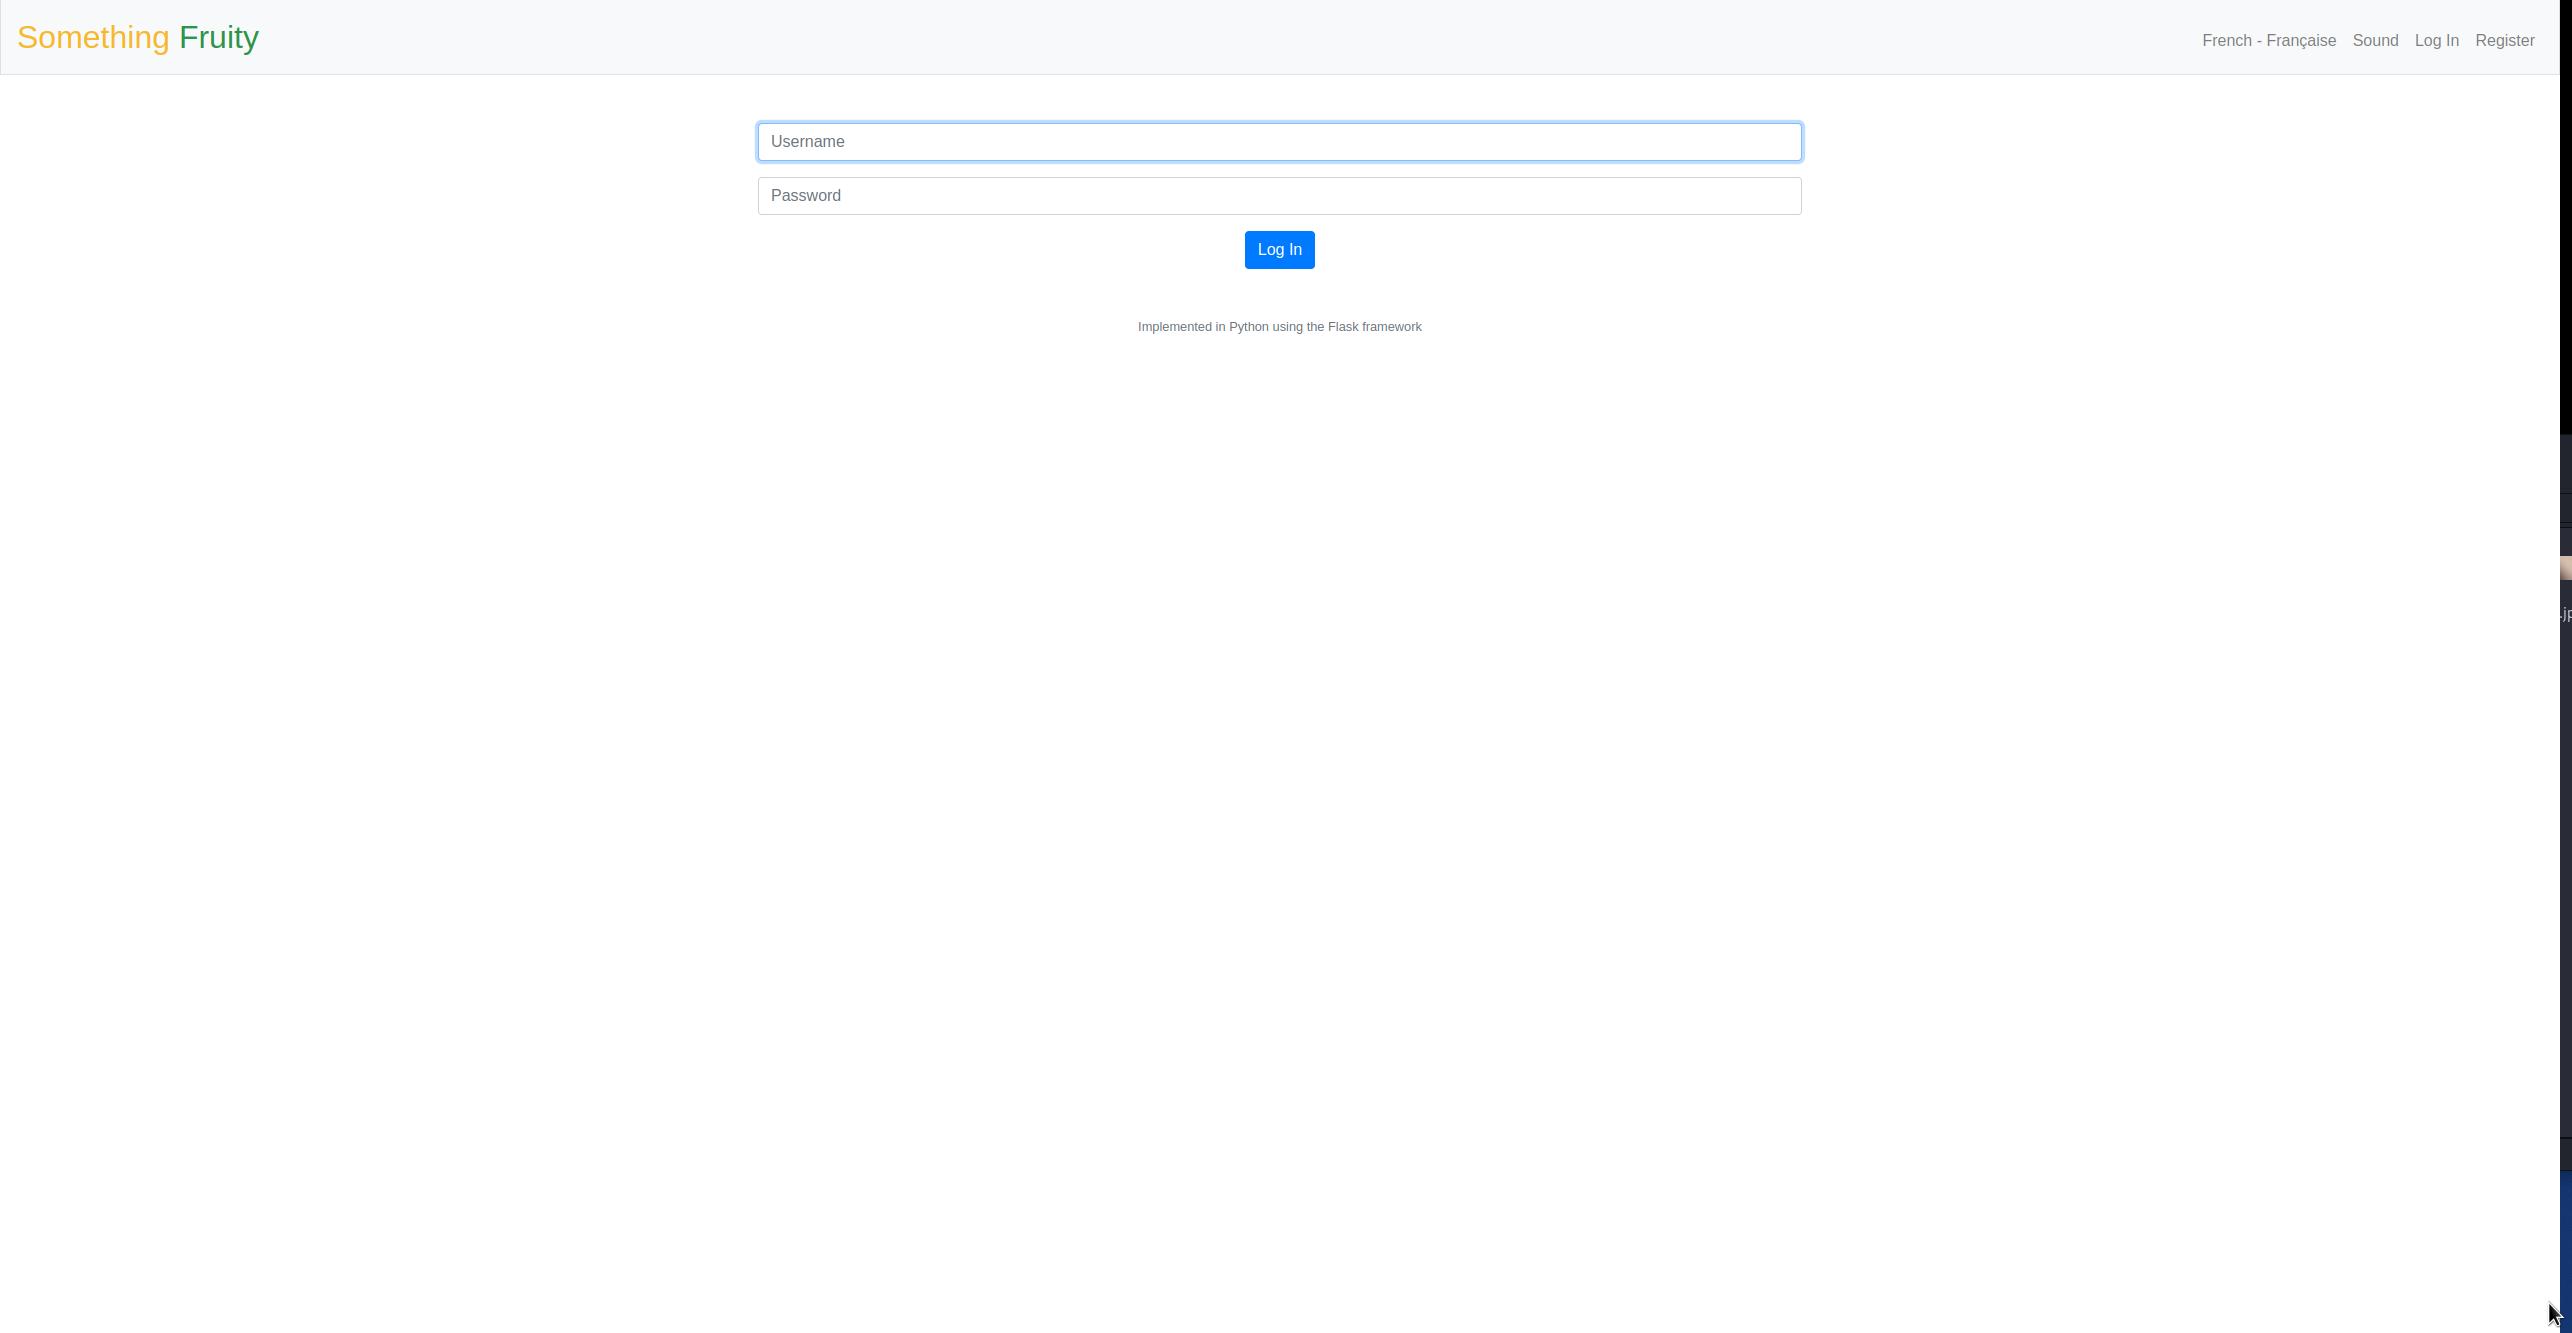 Something Fruity
French - Française Sound Log In Register
Username
Password
Log In
Implemented in Python using the Flask framework
.jp